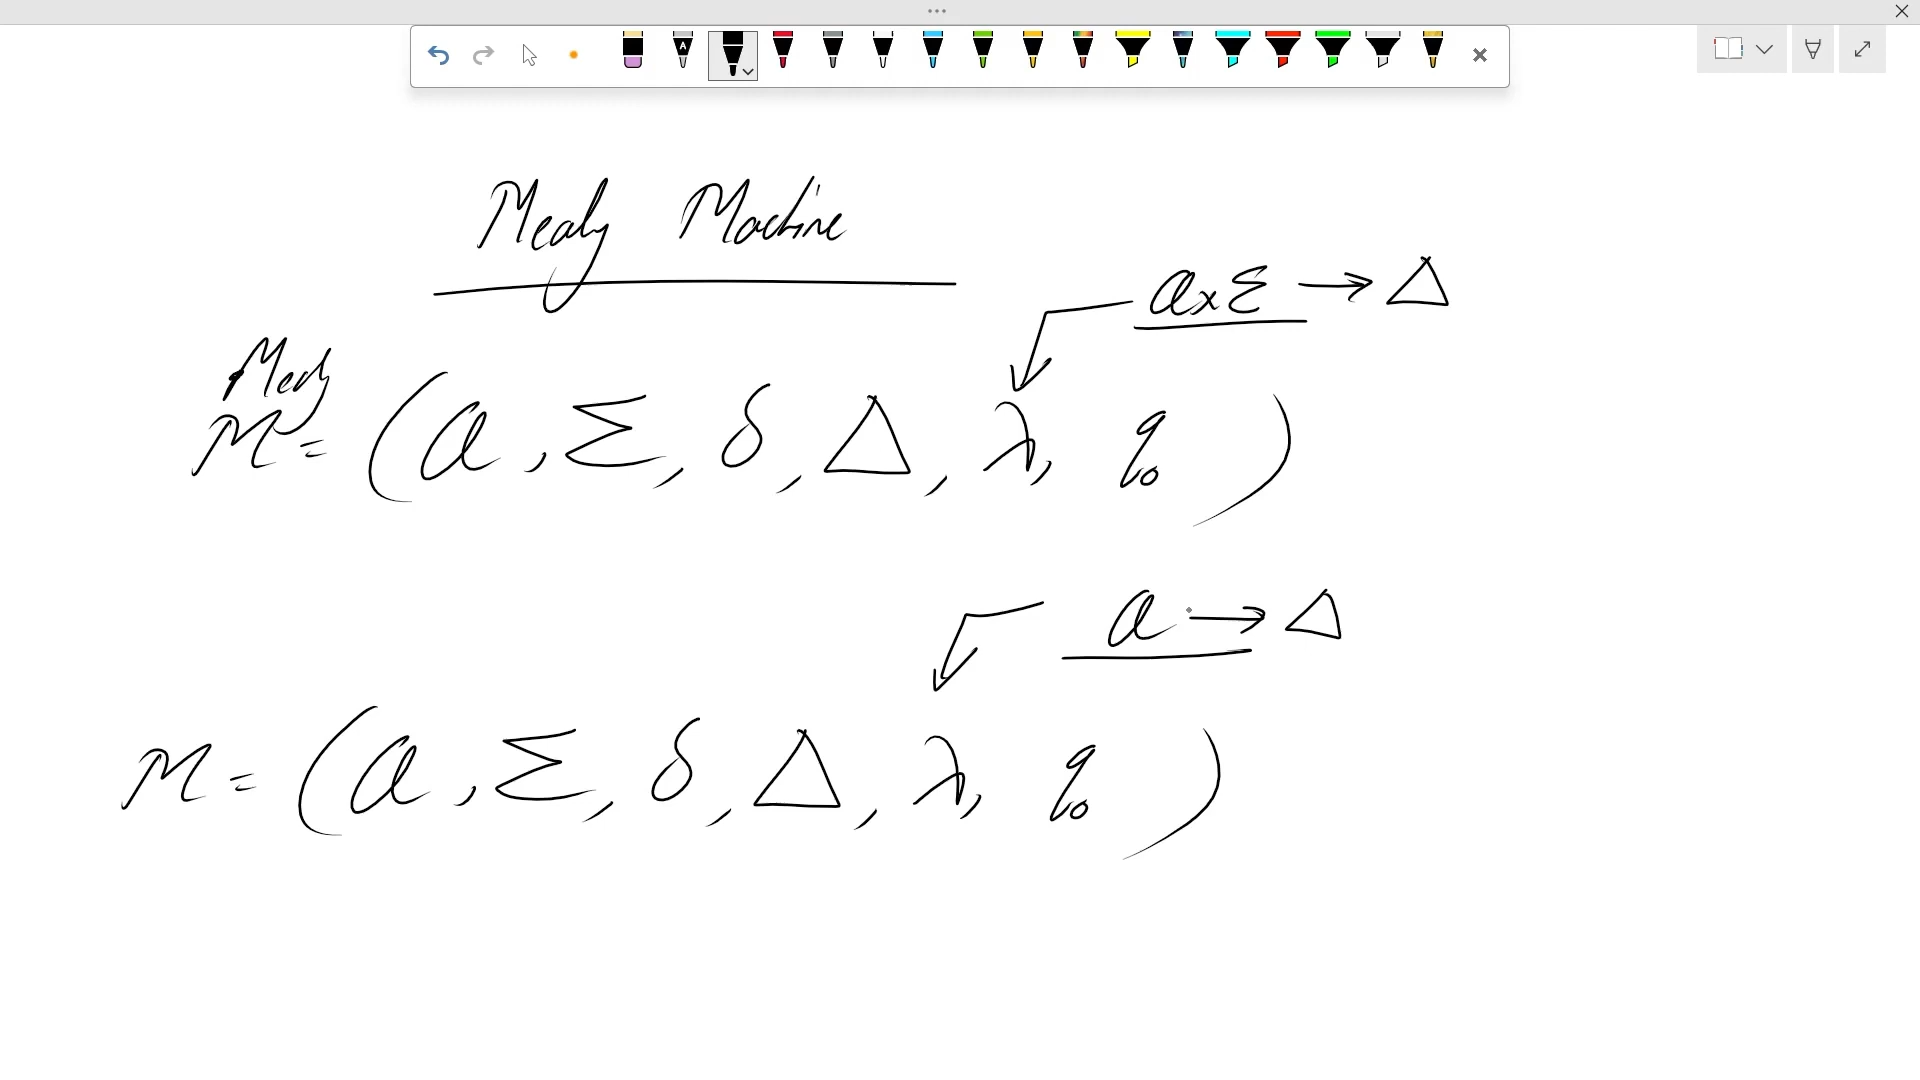 Mealy Machine
Q x Σ → Δ
Mealy
M = (Q, Σ, δ, Δ, λ, q₀)
Q → Δ
M = (Q, Σ, δ, Δ, λ, q₀)